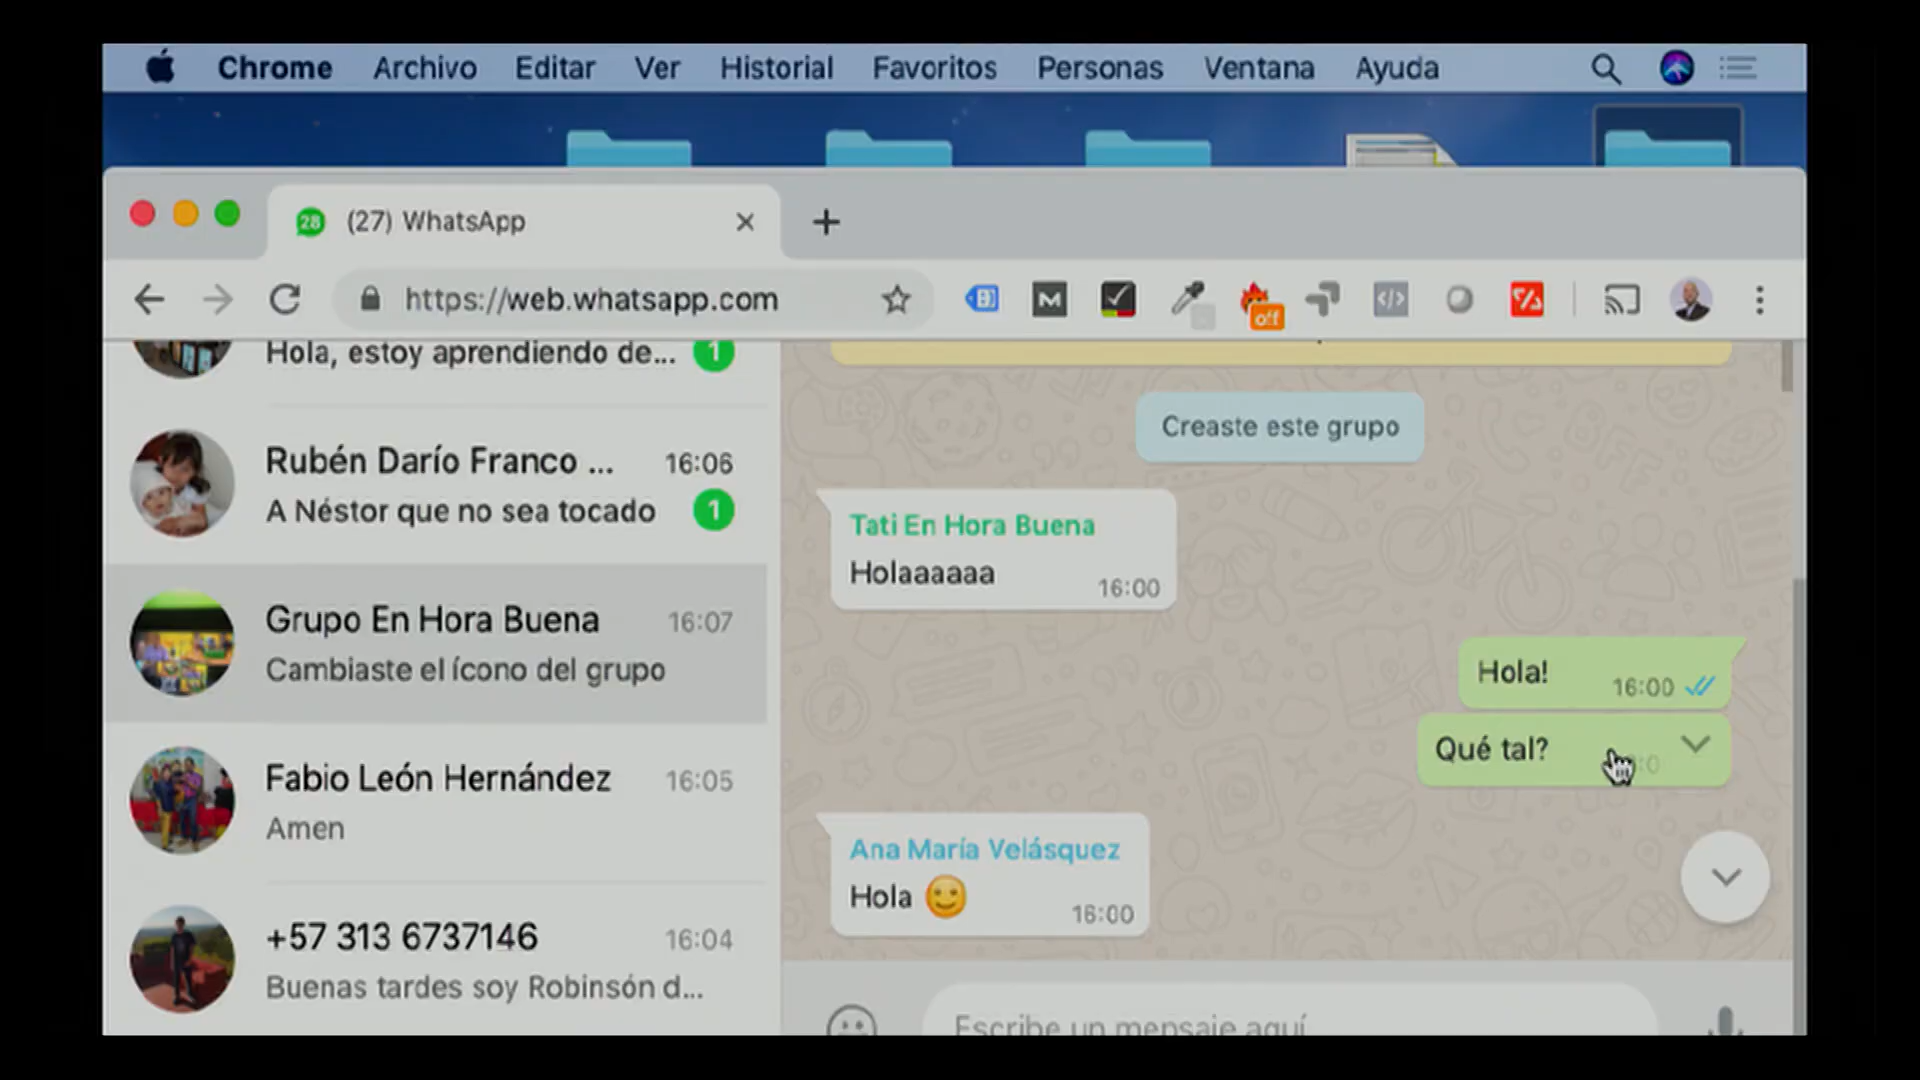 Chrome Archivo Editar Ver Historial Favoritos Personas Ventana Ayuda
28 (27) WhatsApp
https://web.whatsapp.com
off
Hola, estoy aprendiendo de... 1
Rubén Darío Franco ... 16:06
A Néstor que no sea tocado 1
Grupo En Hora Buena 16:07
Cambiaste el ícono del grupo
Fabio León Hernández 16:05
Amen
+57 313 6737146 16:04
Buenas tardes soy Robinsón d...
Creaste este grupo
Tati En Hora Buena
Holaaaaaa 16:00
Hola! 16:00
Qué tal?
Ana María Velásquez
Hola 🙂 16:00
Escribe un mensaje aquí